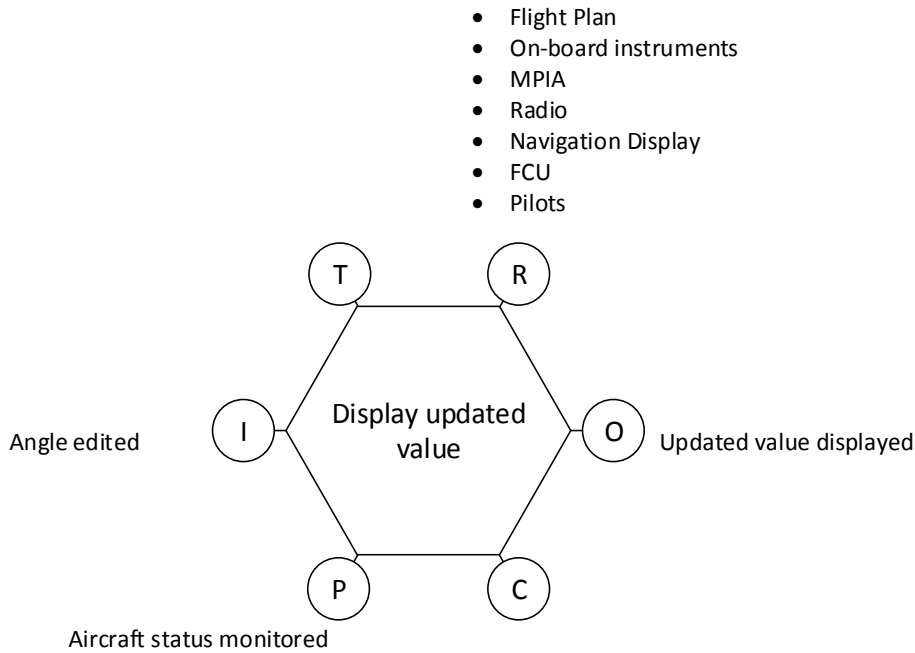 • Flight Plan
• On-board instruments
• MPIA
• Radio
• Navigation Display
• FCU
• Pilots
T
R
Display updated
value
I
O
Angle edited
Updated value displayed
P
C
Aircraft status monitored